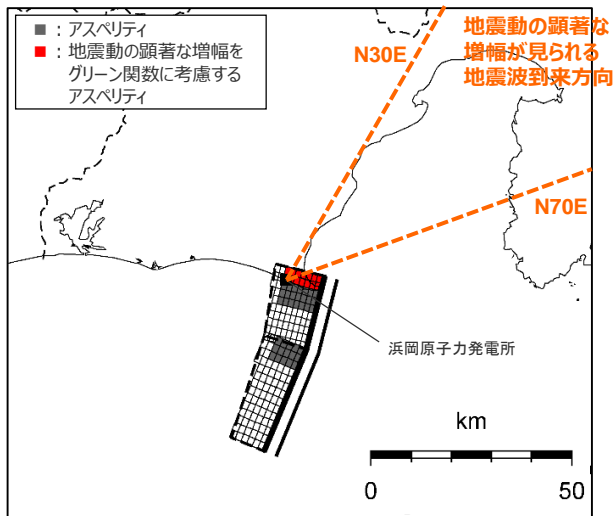 ■ : アスペリティ
■ : 地震動の顕著な増幅を
グリーン関数に考慮する
アスペリティ
N30E
地震動の顕著な
増幅が見られる
地震波到来方向
N70E
浜岡原子力発電所
km
0 50